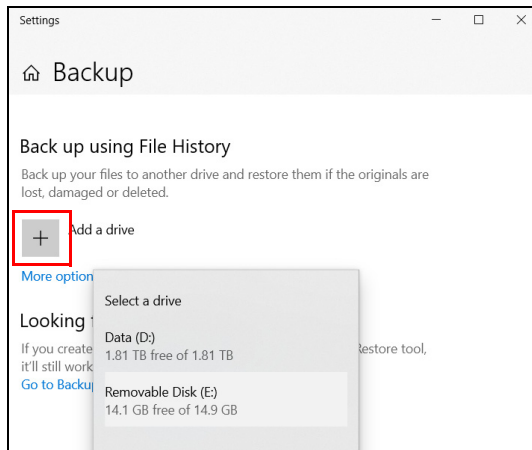 Settings
Backup
Back up using File History
Back up your files to another drive and restore them if the originals are
lost, damaged or deleted.
Add a drive
More option
Select a drive
Data (D:)
1.81 TB free of 1.81 TB
Removable Disk (E:)
14.1 GB free of 14.9 GB
Looking
If you create Restore tool,
it'll still work
Go to Backu